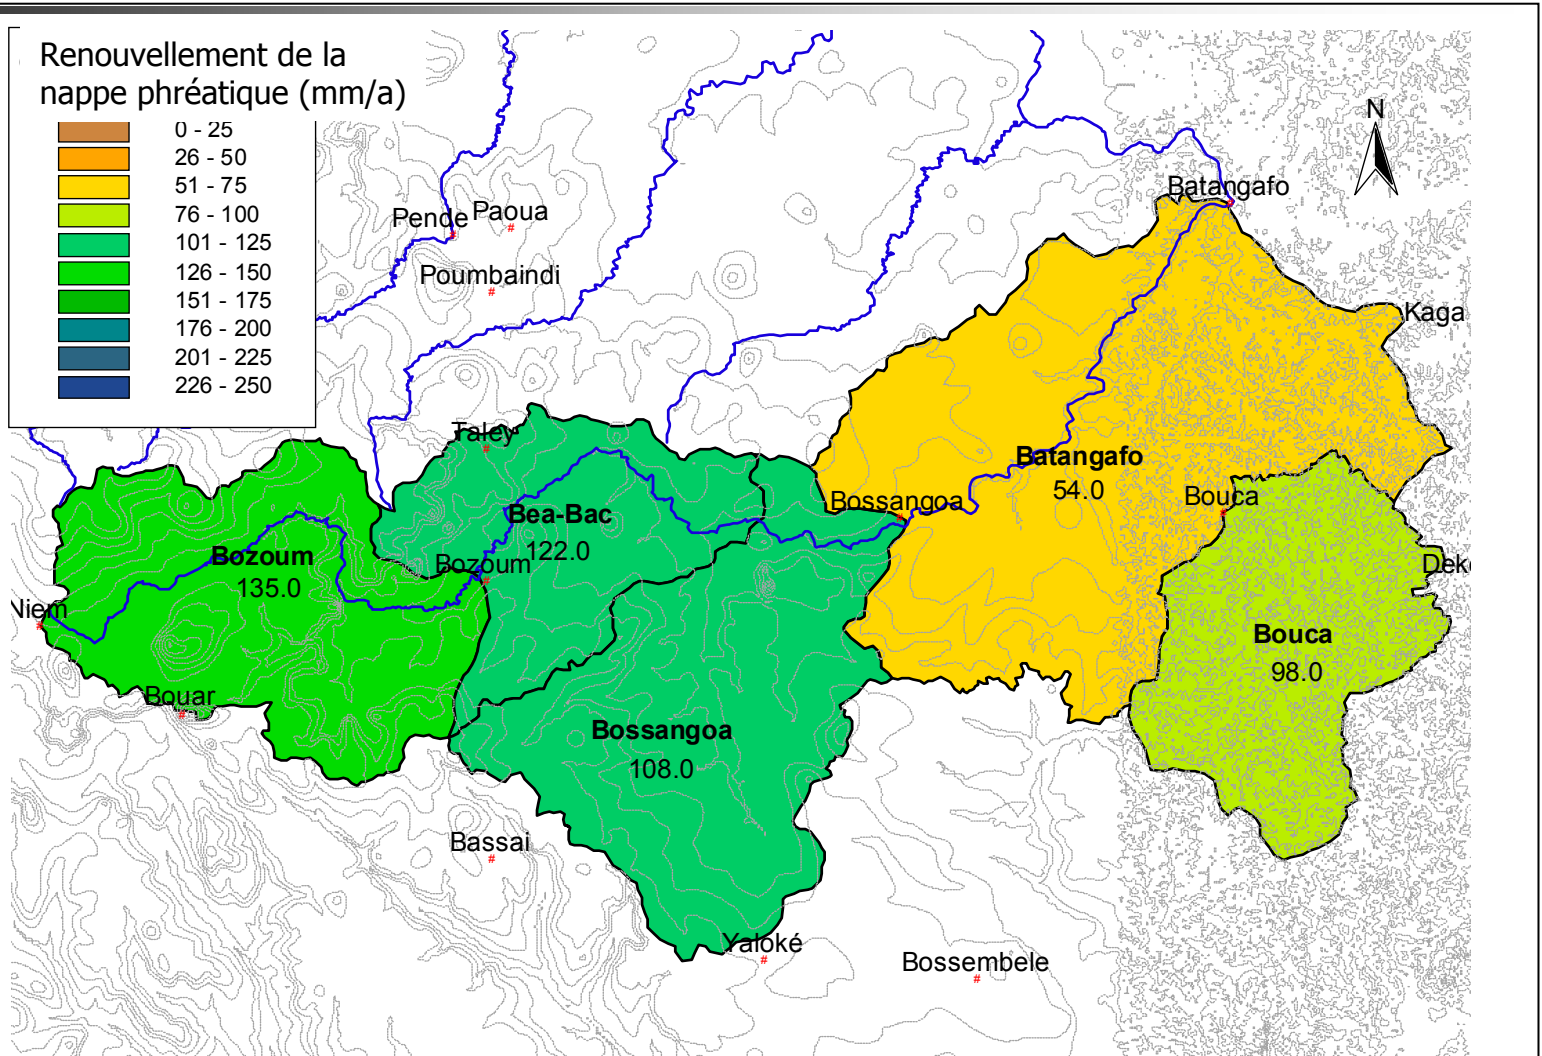 Renouvellement de la
nappe phréatique (mm/a)
0 - 25
26 - 50
51 - 75
76 - 100
101 - 125
126 - 150
151 - 175
176 - 200
201 - 225
226 - 250
N
Batangafo
Pende
Paoua
Poumbaindi
Kaga
Taley
Batangafo
54.0
Bossangoa
Bouca
Bea-Bac
122.0
Bozoum
135.0
Bozoum
Niem
Bouca
98.0
Bouar
Bossangoa
108.0
Bassai
Yaloké
Bossembele